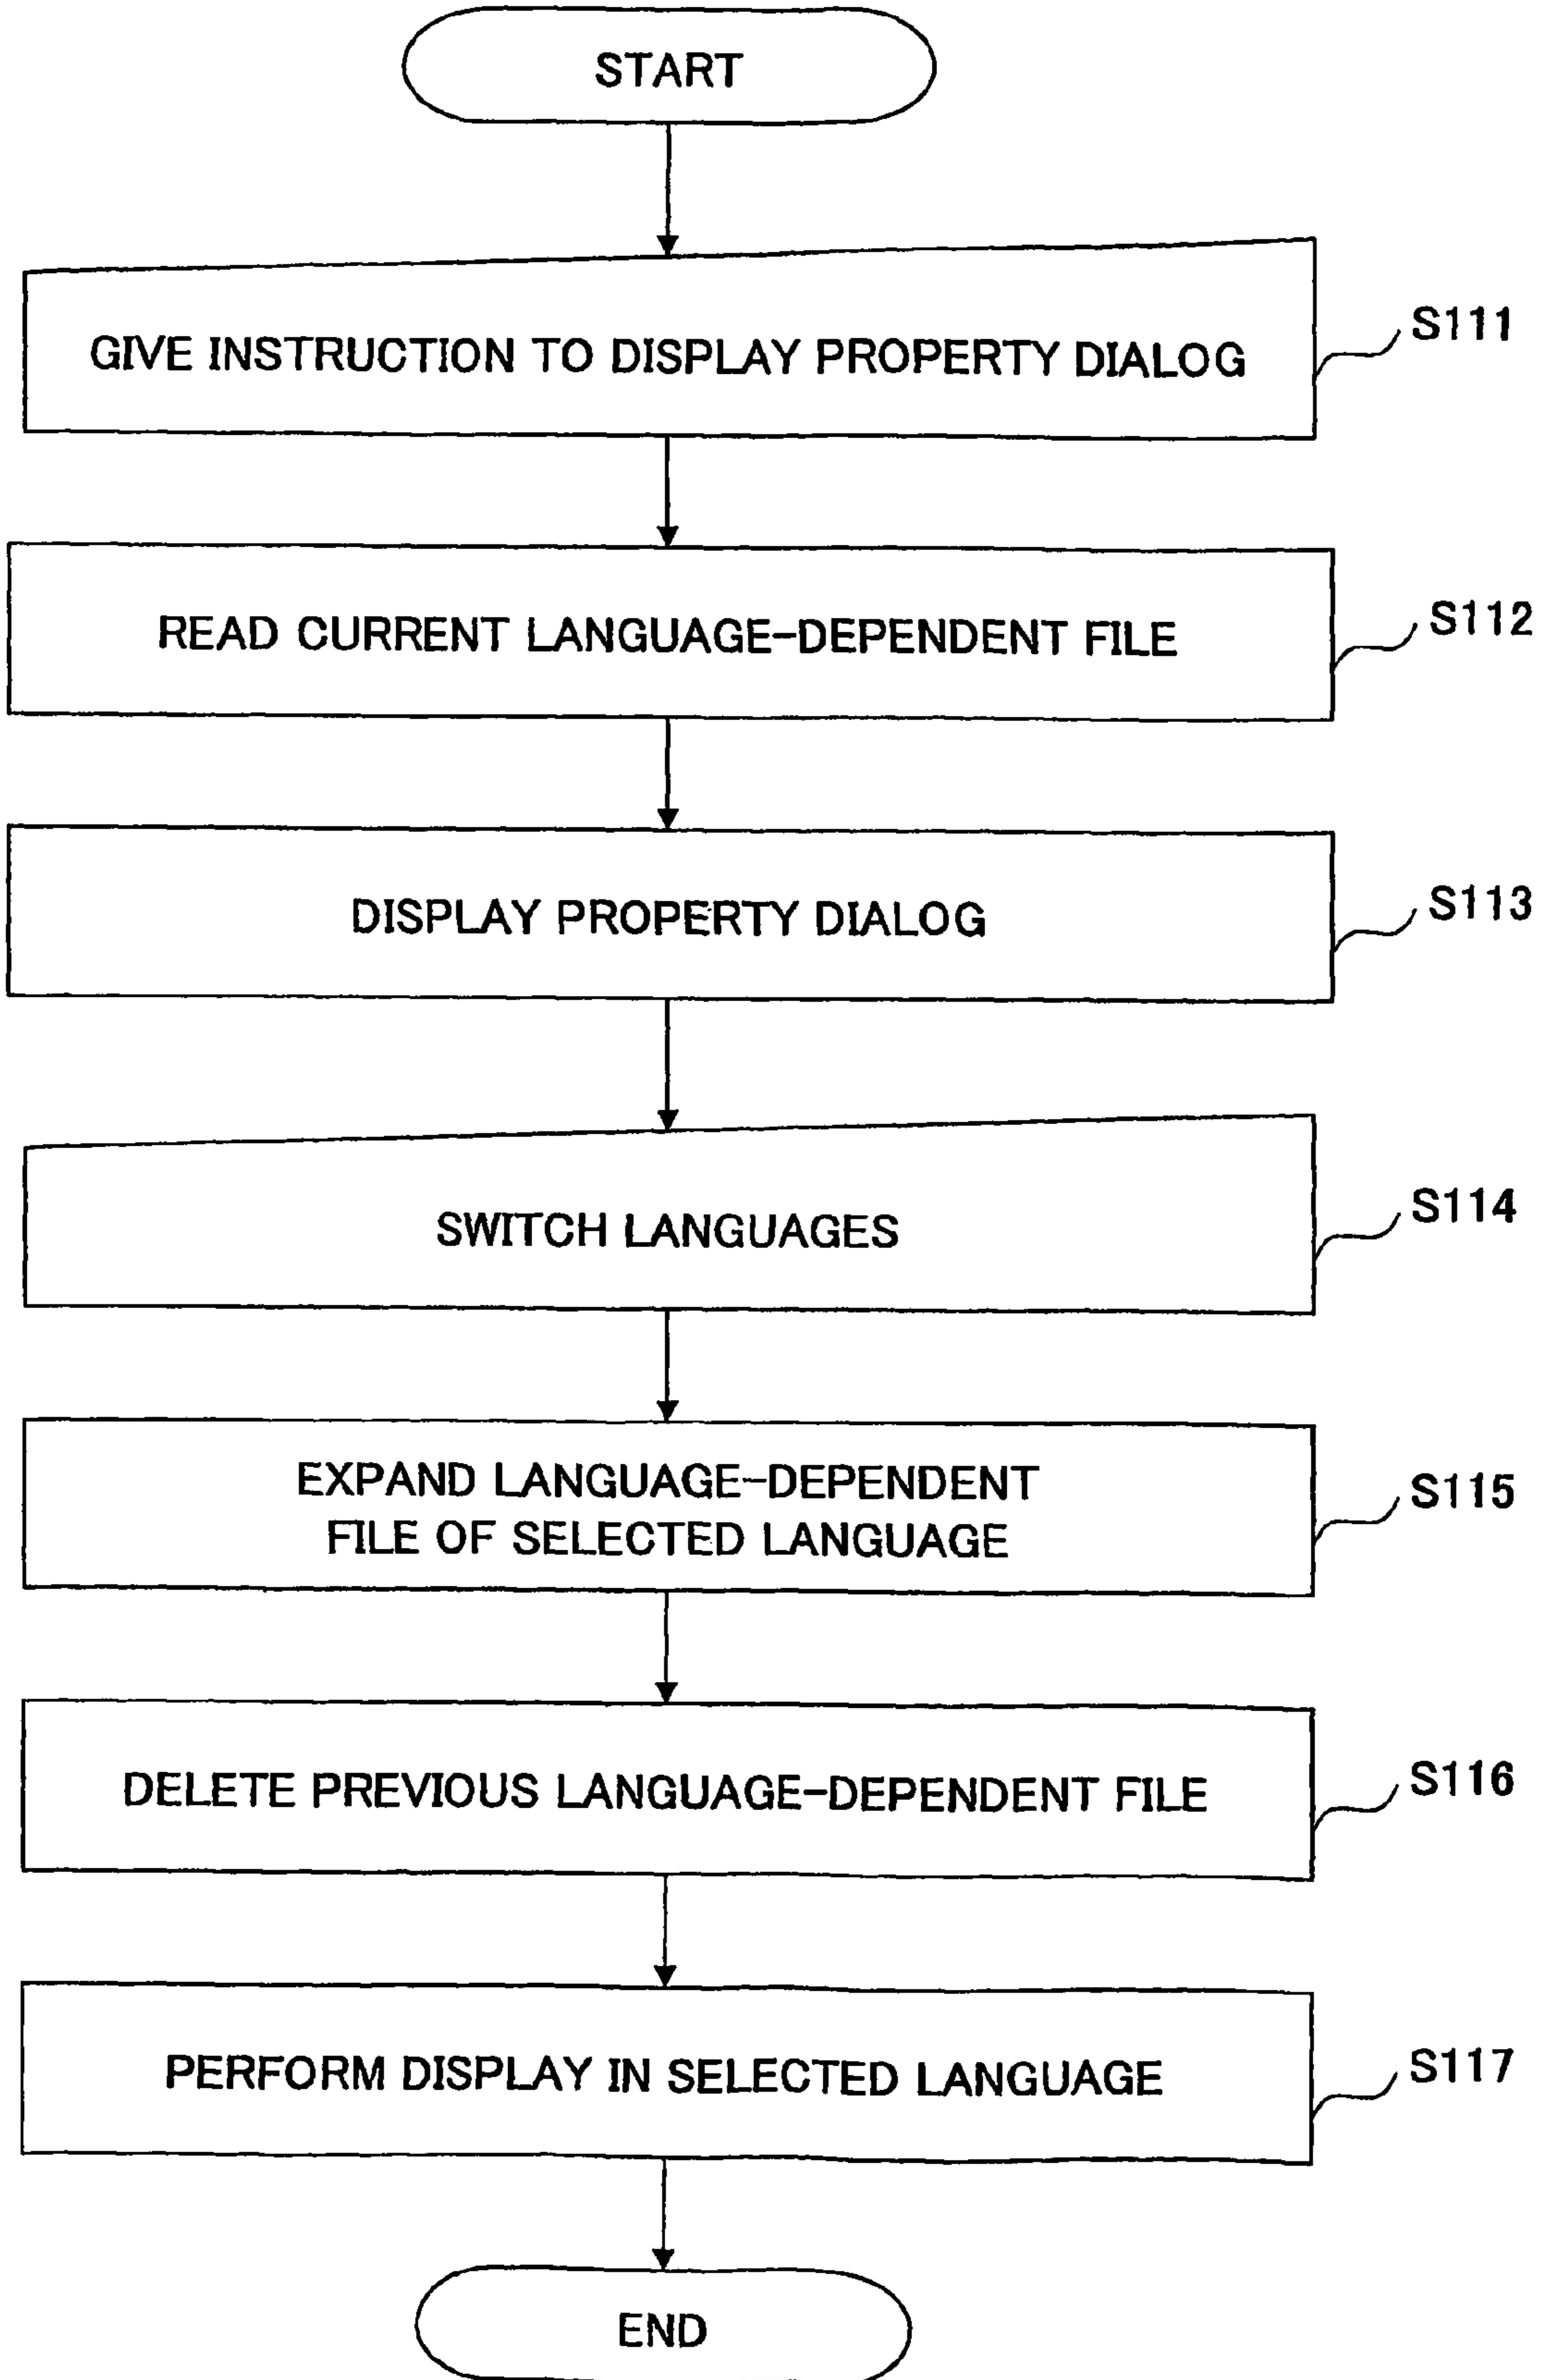 START
GIVE INSTRUCTION TO DISPLAY PROPERTY DIALOG
S111
READ CURRENT LANGUAGE-DEPENDENT FILE
S112
DISPLAY PROPERTY DIALOG
S113
SWITCH LANGUAGES
S114
EXPAND LANGUAGE-DEPENDENT
FILE OF SELECTED LANGUAGE
S115
DELETE PREVIOUS LANGUAGE-DEPENDENT FILE
S116
PERFORM DISPLAY IN SELECTED LANGUAGE
S117
END